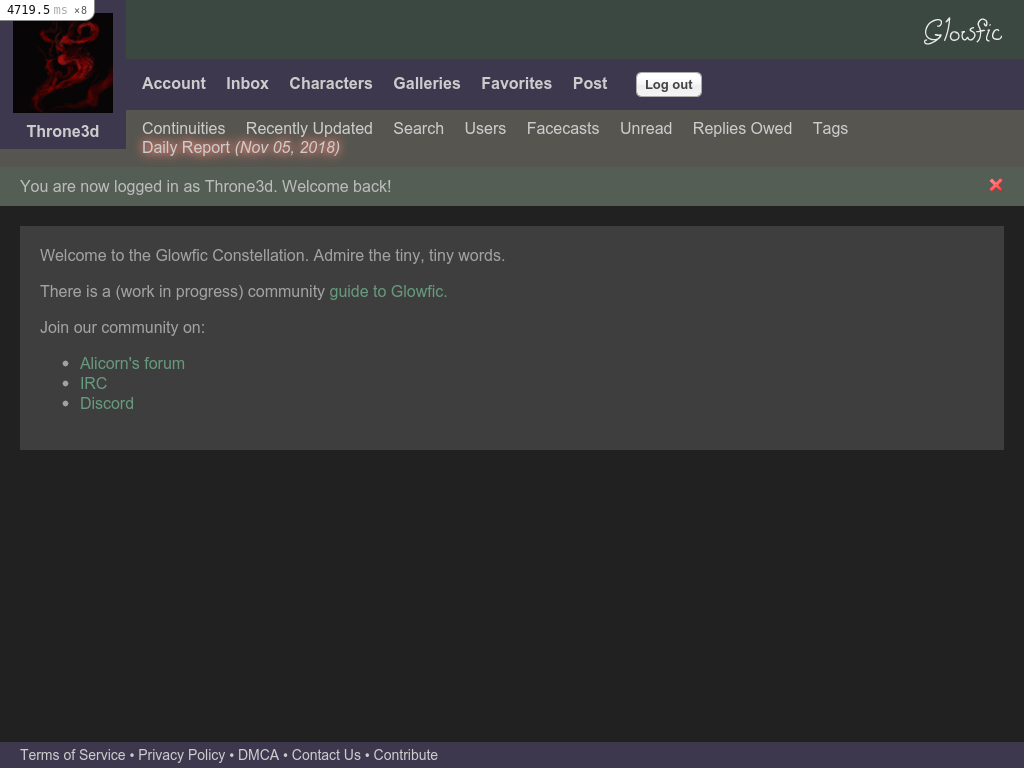 4719.5 ms ×8
Glowfic
Account Inbox Characters Galleries Favorites Post Log out
Throne3d
Continuities Recently Updated Search Users Facecasts Unread Replies Owed Tags
Daily Report (Nov 05, 2018)
You are now logged in as Throne3d. Welcome back!
Welcome to the Glowfic Constellation. Admire the tiny, tiny words.
There is a (work in progress) community guide to Glowfic.
Join our community on:
• Alicorn's forum
• IRC
• Discord
Terms of Service • Privacy Policy • DMCA • Contact Us • Contribute